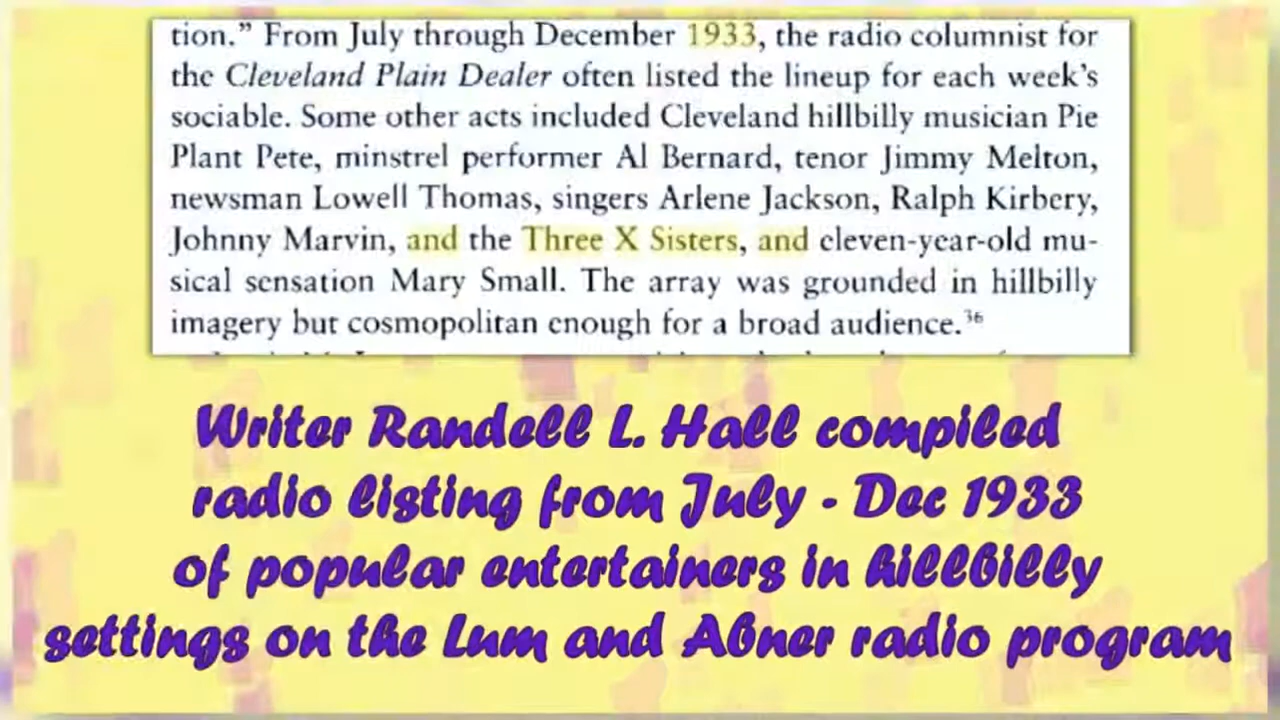 tion.” From July through December 1933, the radio columnist for
the Cleveland Plain Dealer often listed the lineup for each week’s
sociable. Some other acts included Cleveland hillbilly musician Pie
Plant Pete, minstrel performer Al Bernard, tenor Jimmy Melton,
newsman Lowell Thomas, singers Arlene Jackson, Ralph Kirbery,
Johnny Marvin, and the Three X Sisters, and eleven-year-old mu-
sical sensation Mary Small. The array was grounded in hillbilly
imagery but cosmopolitan enough for a broad audience.³⁶
Writer Randell L. Hall compiled
radio listing from July - Dec 1933
of popular entertainers in hillbilly
settings on the Lum and Abner radio program